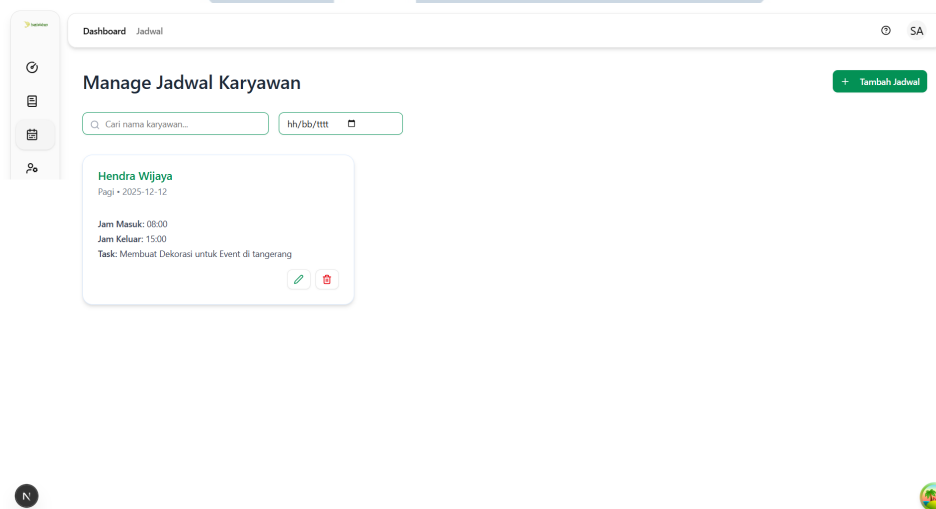 Dashboard Jadwal
SA
Manage Jadwal Karyawan
+ Tambah Jadwal
Cari nama karyawan...
hh/bb/tttt
Hendra Wijaya
Pagi • 2025-12-12
Jam Masuk: 08:00
Jam Keluar: 15:00
Task: Membuat Dekorasi untuk Event di tangerang
N